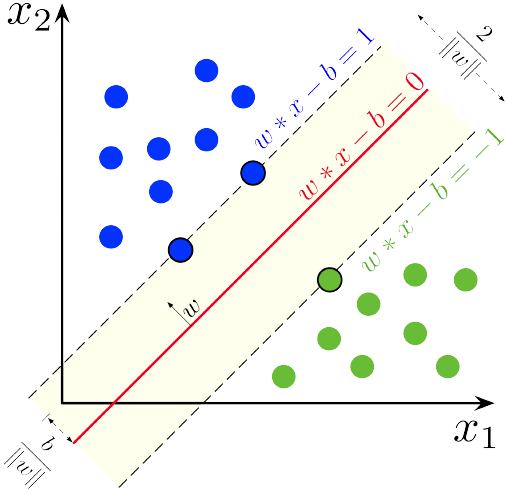 x₂
2
‖w‖
w * x − b = 1
w * x − b = 0
w * x − b = −1
w
b
‖w‖
x₁